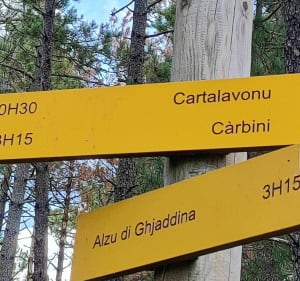 0H30 Cartalavonu
3H15 Càrbini
Alzu di Ghjaddina 3H15